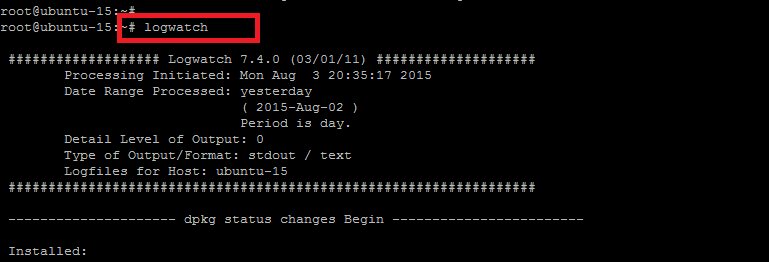 root@ubuntu-15:~#
root@ubuntu-15:~# logwatch
################### Logwatch 7.4.0 (03/01/11) ####################
Processing Initiated: Mon Aug  3 20:35:17 2015
Date Range Processed: yesterday
( 2015-Aug-02 )
Period is day.
Detail Level of Output: 0
Type of Output/Format: stdout / text
Logfiles for Host: ubuntu-15
##################################################################
--------------------- dpkg status changes Begin ------------------------
Installed: